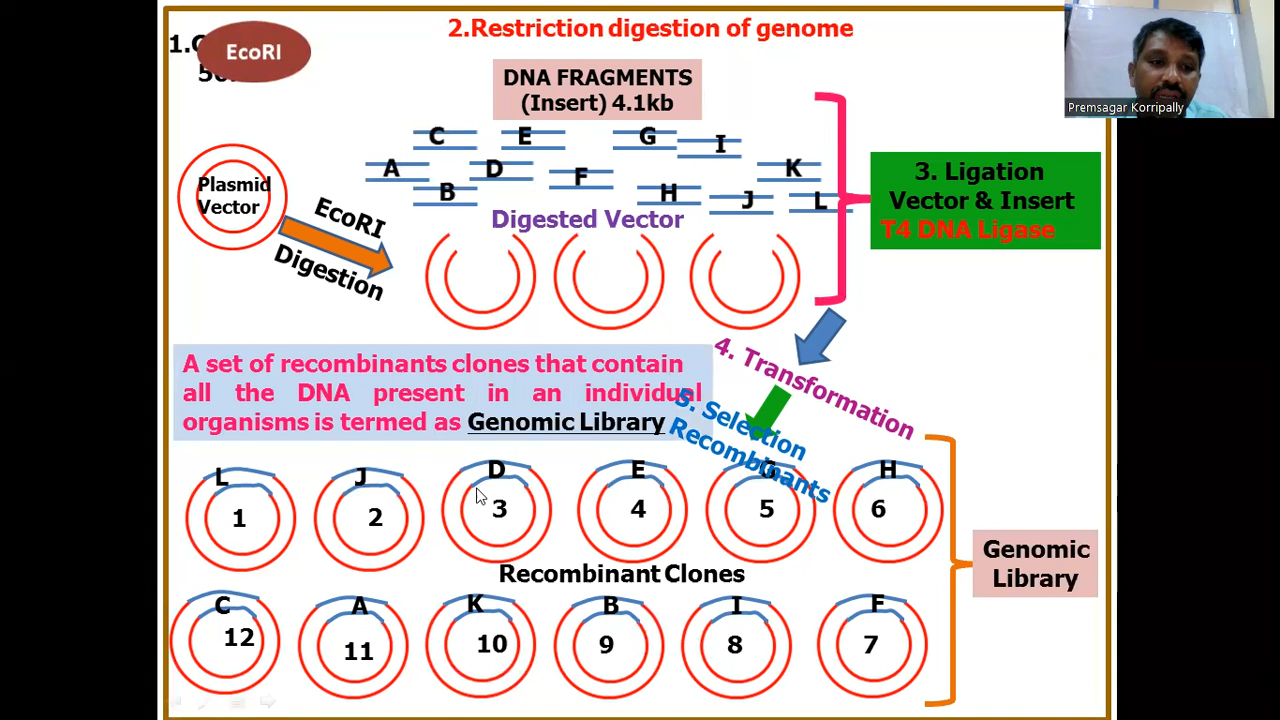 2.Restriction digestion of genome
1.
EcoRI
DNA FRAGMENTS
(Insert) 4.1kb
Premsagar Korripally
C E G I
A D F K
B H J L
Plasmid
Vector
EcoRI
Digestion
Digested Vector
3. Ligation
Vector & Insert
T4 DNA Ligase
4. Transformation
A set of recombinants clones that contain
all the DNA present in an individual
organisms is termed as Genomic Library
5. Selection
Recombinants
L J D E G H
1 2 3 4 5 6
Recombinant Clones
Genomic
Library
C A K B I F
12 11 10 9 8 7